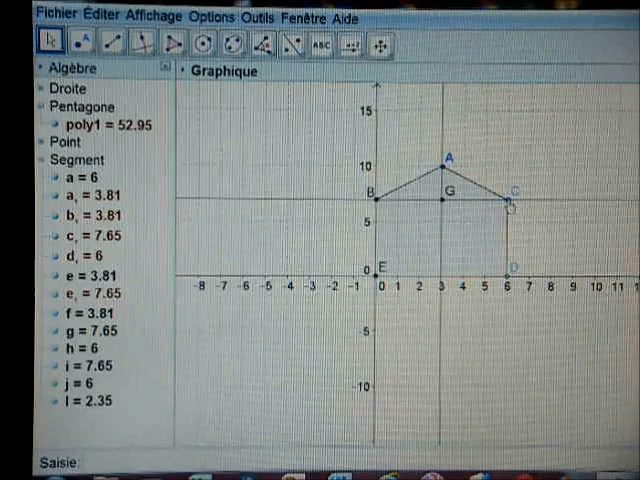 Fichier Éditer Affichage Options Outils Fenêtre Aide
A
ABC
Algèbre
Graphique
Droite
Pentagone
poly1 = 52.95
Point
Segment
a = 6
a₁ = 3.81
b₁ = 3.81
c₁ = 7.65
d₁ = 6
e = 3.81
e₁ = 7.65
f = 3.81
g = 7.65
h = 6
i = 7.65
j = 6
l = 2.35
15
10
5
0
-5
-10
A
B
G
C
E
D
-8 -7 -6 -5 -4 -3 -2 -1 0 1 2 3 4 5 6 7 8 9 10 11
Saisie: